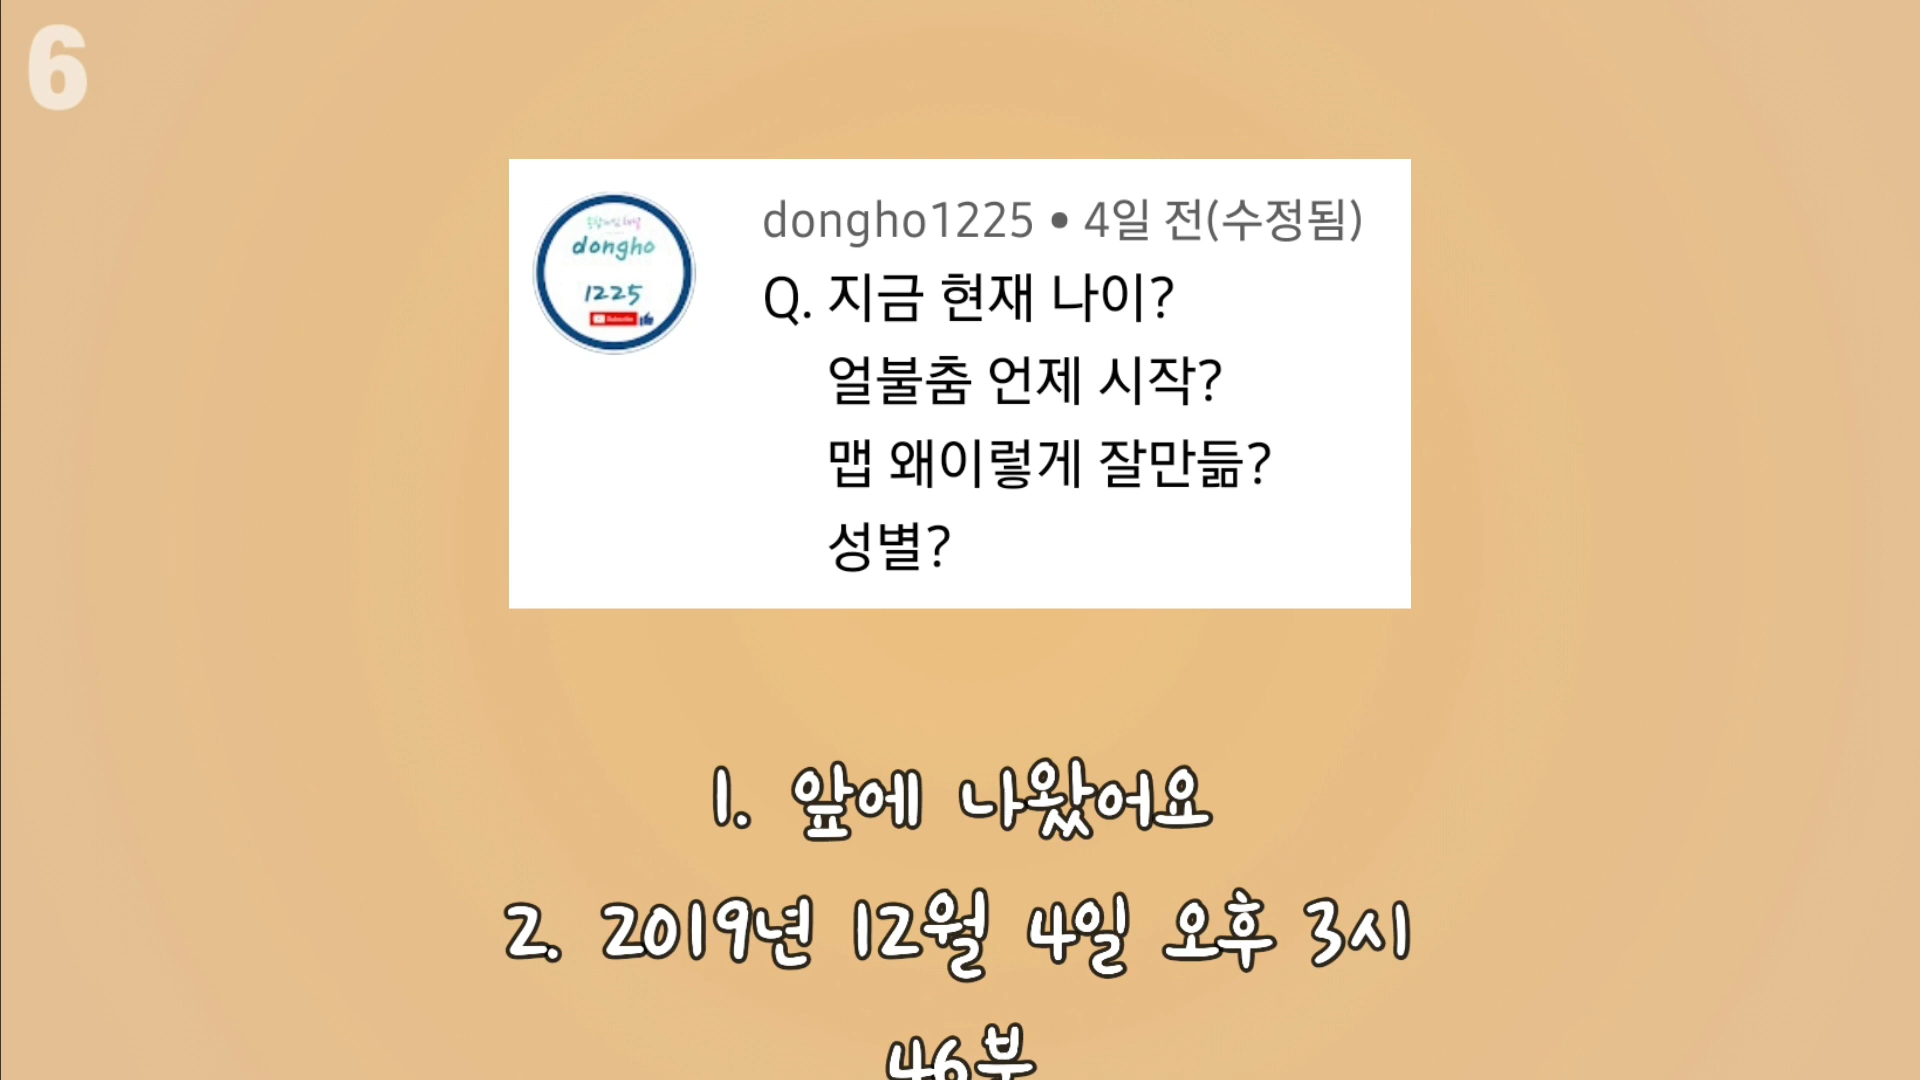 6
dongho
1225
dongho1225 • 4일 전(수정됨)
Q. 지금 현재 나이?
얼불춤 언제 시작?
맵 왜이렇게 잘만듦?
성별?
1. 앞에 나왔어요
2. 2019년 12월 4일 오후 3시
46분